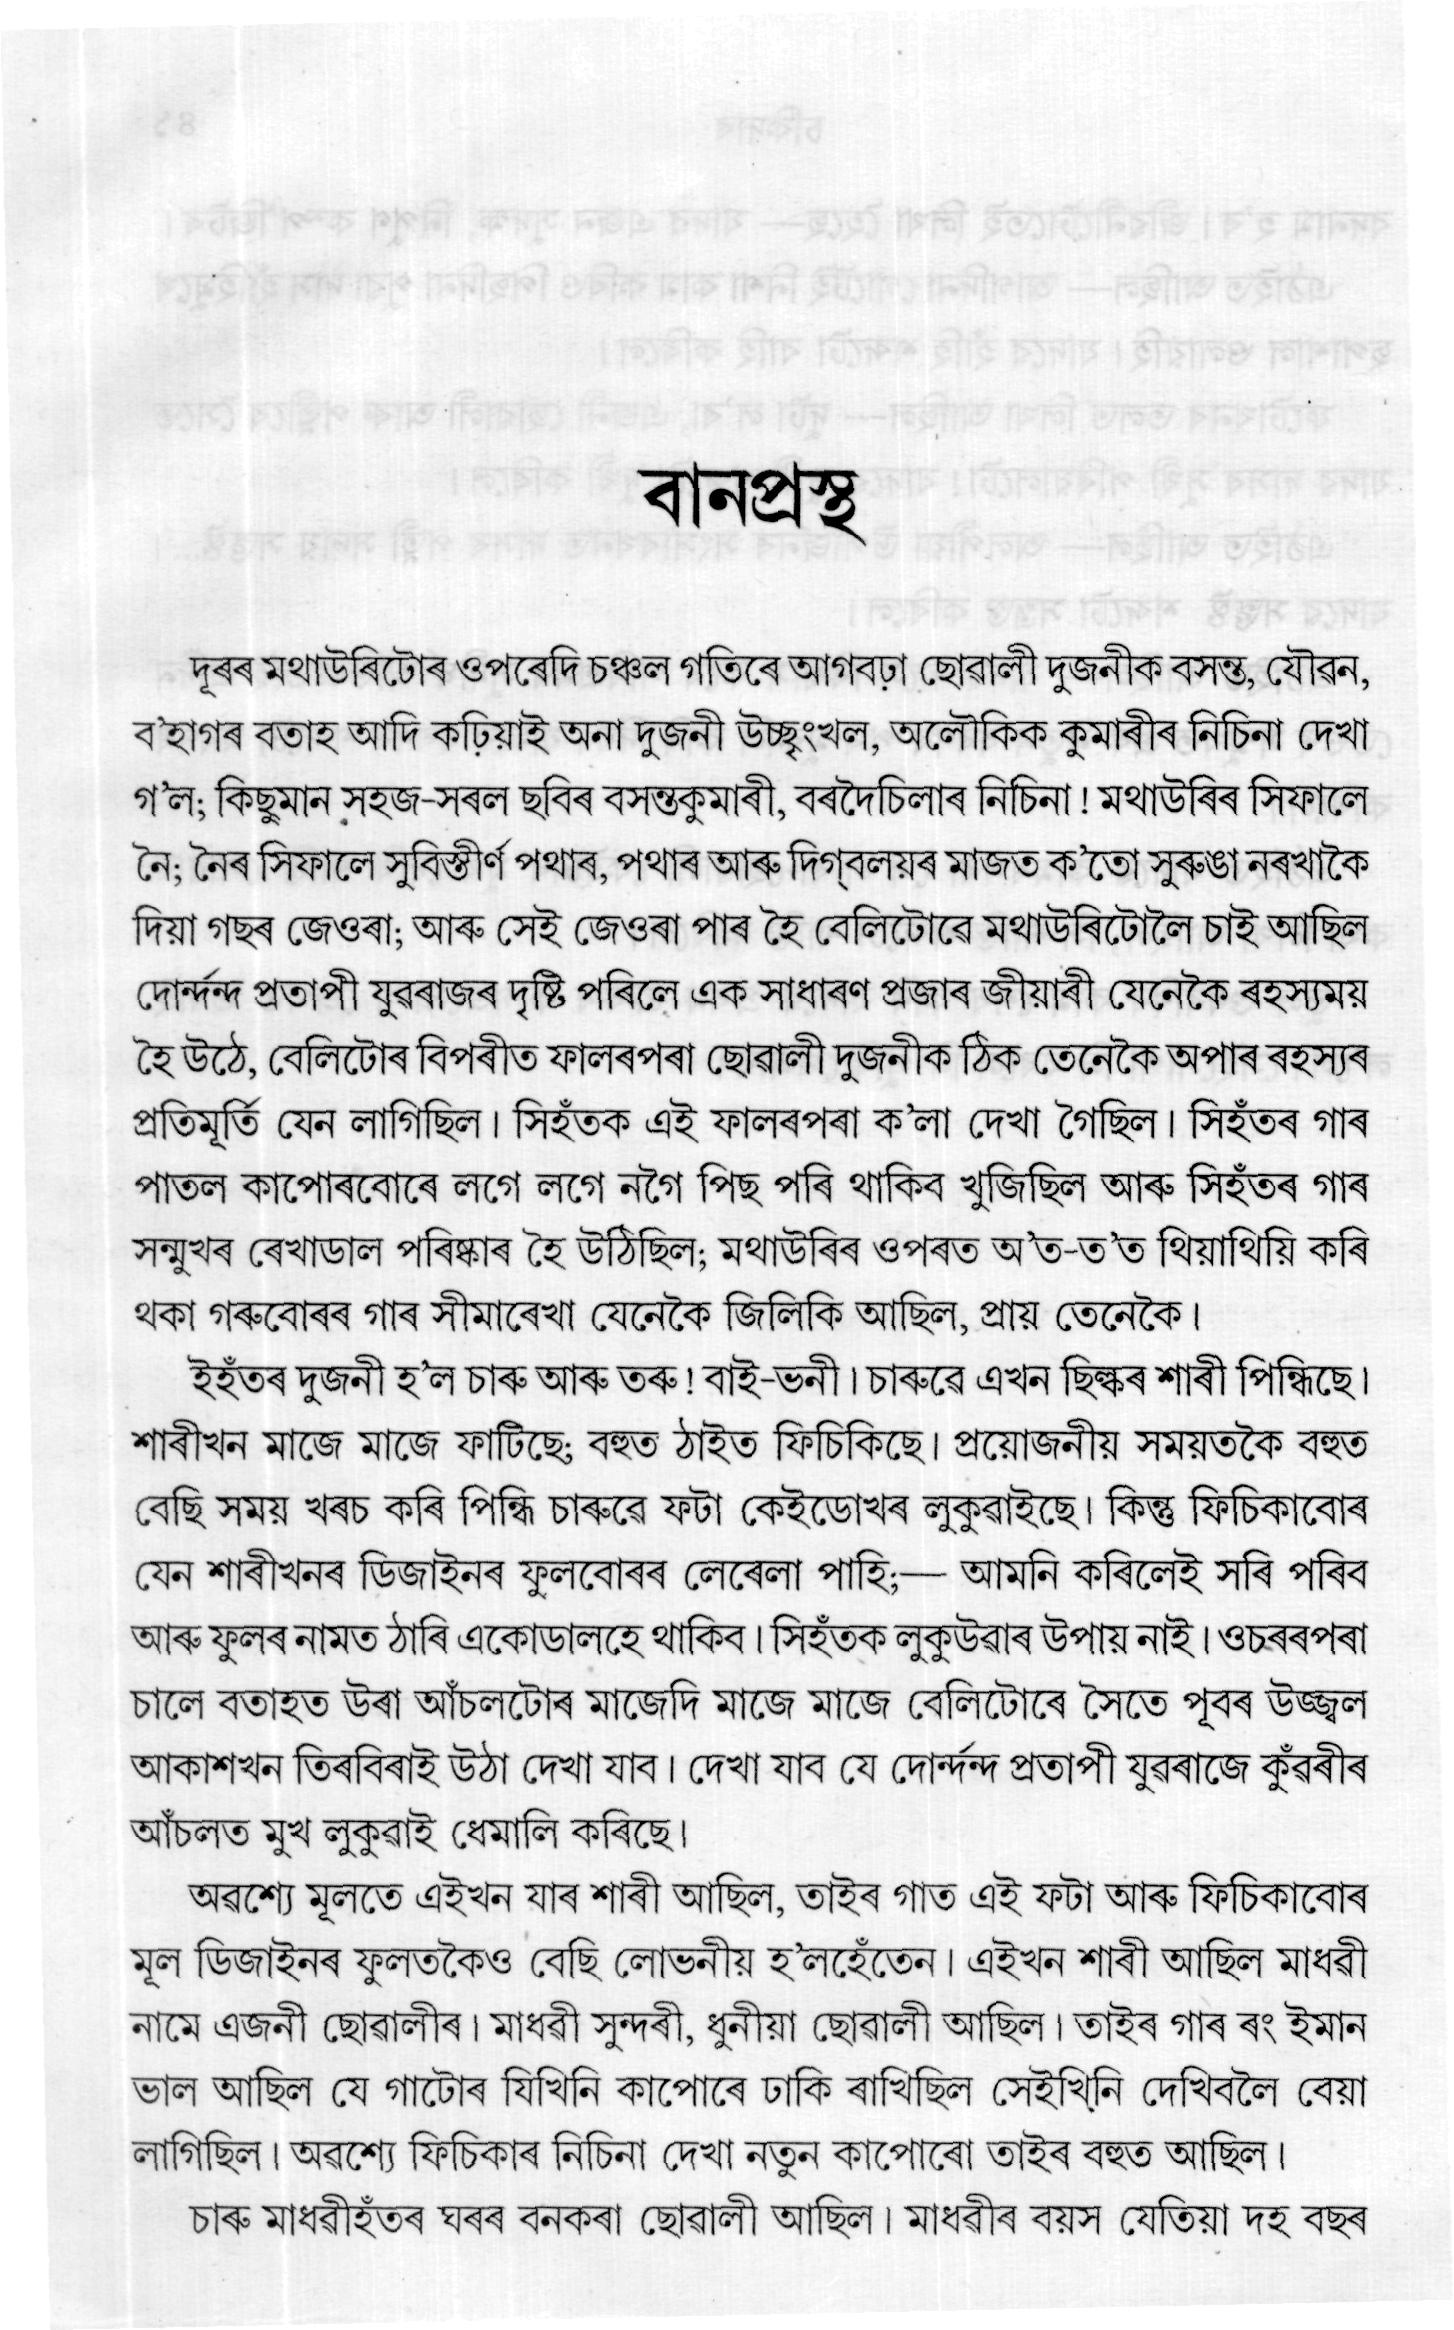 বানপ্ৰস্থ
দূৰৰ মথাউৰিটোৰ ওপৰেদি চঞ্চল গতিৰে আগবঢ়া ছোৱালী দুজনীক বসন্ত, যৌৱন,
ব’হাগৰ বতাহ আদি কঢ়িয়াই অনা দুজনী উচ্ছৃংখল, অলৌকিক কুমাৰীৰ নিচিনা দেখা
গ’ল; কিছুমান সহজ-সৰল ছবিৰ বসন্তকুমাৰী, বৰদৈচিলাৰ নিচিনা! মথাউৰিৰ সিফালে
নৈ; নৈৰ সিফালে সুবিস্তীৰ্ণ পথাৰ, পথাৰ আৰু দিগ্‌বলয়ৰ মাজত ক’তো সুৰুঙা নৰখাকৈ
দিয়া গছৰ জেওৰা; আৰু সেই জেওৰা পাৰ হৈ বেলিটোৱে মথাউৰিটোলৈ চাই আছিল
দোৰ্ন্দন্দ প্ৰতাপী যুৱৰাজৰ দৃষ্টি পৰিলে এক সাধাৰণ প্ৰজাৰ জীয়াৰী যেনেকৈ ৰহস্যময়
হৈ উঠে, বেলিটোৰ বিপৰীত ফালৰপৰা ছোৱালী দুজনীক ঠিক তেনেকৈ অপাৰ ৰহস্যৰ
প্ৰতিমূৰ্তি যেন লাগিছিল। সিহঁতক এই ফালৰপৰা ক’লা দেখা গৈছিল। সিহঁতৰ গাৰ
পাতল কাপোৰবোৰে লগে লগে নগৈ পিছ পৰি থাকিব খুজিছিল আৰু সিহঁতৰ গাৰ
সন্মুখৰ ৰেখাডাল পৰিষ্কাৰ হৈ উঠিছিল; মথাউৰিৰ ওপৰত অ’ত-ত’ত থিয়াথিয়ি কৰি
থকা গৰুবোৰৰ গাৰ সীমাৰেখা যেনেকৈ জিলিকি আছিল, প্ৰায় তেনেকৈ।
ইহঁতৰ দুজনী হ’ল চাৰু আৰু তৰু! বাই-ভনী। চাৰুৱে এখন ছিল্কৰ শাৰী পিন্ধিছে।
শাৰীখন মাজে মাজে ফাটিছে; বহুত ঠাইত ফিচিকিছে। প্ৰয়োজনীয় সময়তকৈ বহুত
বেছি সময় খৰচ কৰি পিন্ধি চাৰুৱে ফটা কেইডোখৰ লুকুৱাইছে। কিন্তু ফিচিকাবোৰ
যেন শাৰীখনৰ ডিজাইনৰ ফুলবোৰৰ লেৰেলা পাহি;— আমনি কৰিলেই সৰি পৰিব
আৰু ফুলৰ নামত ঠাৰি একোডালহে থাকিব। সিহঁতক লুকুউৱাৰ উপায় নাই। ওচৰৰপৰা
চালে বতাহত উৰা আঁচলটোৰ মাজেদি মাজে মাজে বেলিটোৰে সৈতে পূবৰ উজ্জ্বল
আকাশখন তিৰবিৰাই উঠা দেখা যাব। দেখা যাব যে দোৰ্ন্দন্দ প্ৰতাপী যুৱৰাজে কুঁৱৰীৰ
আঁচলত মুখ লুকুৱাই ধেমালি কৰিছে।
অৱশ্যে মূলতে এইখন যাৰ শাৰী আছিল, তাইৰ গাত এই ফটা আৰু ফিচিকাবোৰ
মূল ডিজাইনৰ ফুলতকৈও বেছি লোভনীয় হ’লহেঁতেন। এইখন শাৰী আছিল মাধৱী
নামে এজনী ছোৱালীৰ। মাধৱী সুন্দৰী, ধুনীয়া ছোৱালী আছিল। তাইৰ গাৰ ৰং ইমান
ভাল আছিল যে গাটোৰ যিখিনি কাপোৰে ঢাকি ৰাখিছিল সেইখিনি দেখিবলৈ বেয়া
লাগিছিল। অৱশ্যে ফিচিকাৰ নিচিনা দেখা নতুন কাপোৰো তাইৰ বহুত আছিল।
চাৰু মাধৱীহঁতৰ ঘৰৰ বনকৰা ছোৱালী আছিল। মাধৱীৰ বয়স যেতিয়া দহ বছৰ